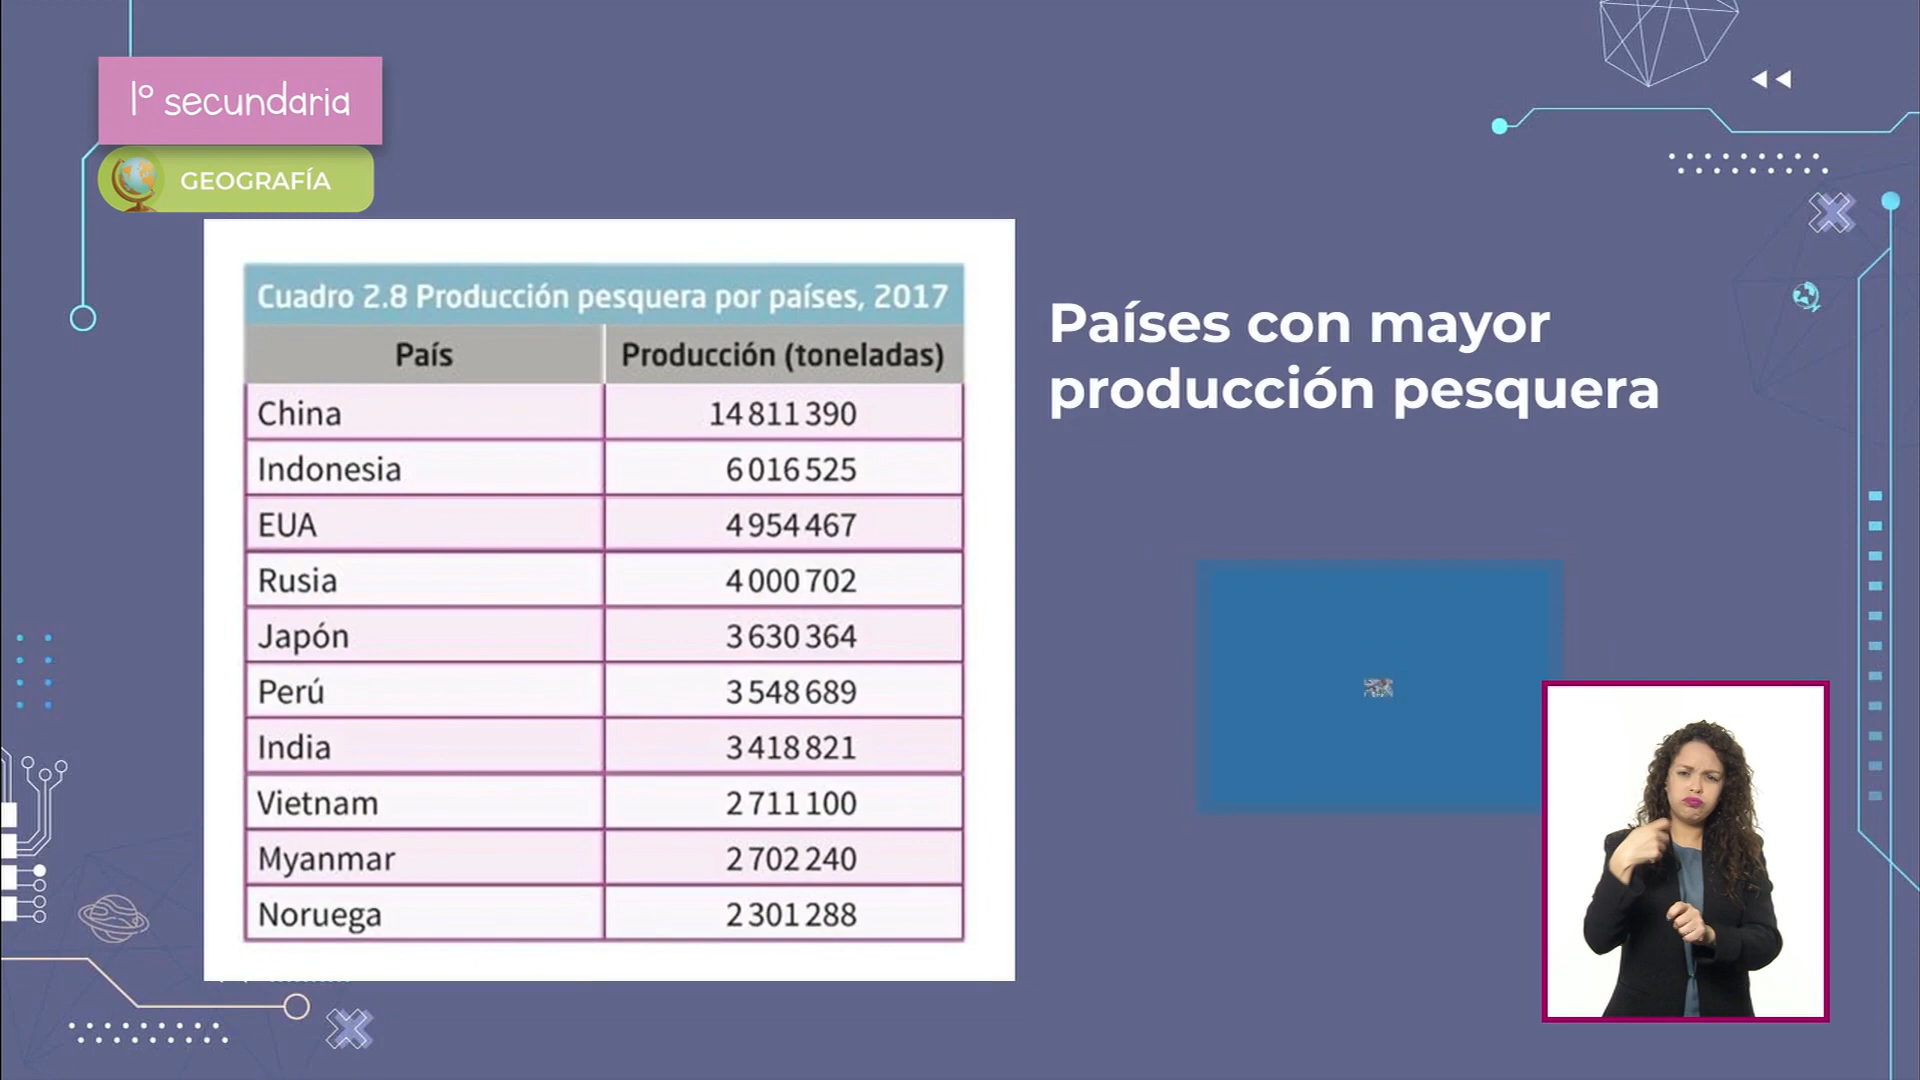 1° secundaria
GEOGRAFÍA
Cuadro 2.8 Producción pesquera por países, 2017
País Producción (toneladas)
China 14 811 390
Indonesia 6 016 525
EUA 4 954 467
Rusia 4 000 702
Japón 3 630 364
Perú 3 548 689
India 3 418 821
Vietnam 2 711 100
Myanmar 2 702 240
Noruega 2 301 288
Países con mayor
producción pesquera